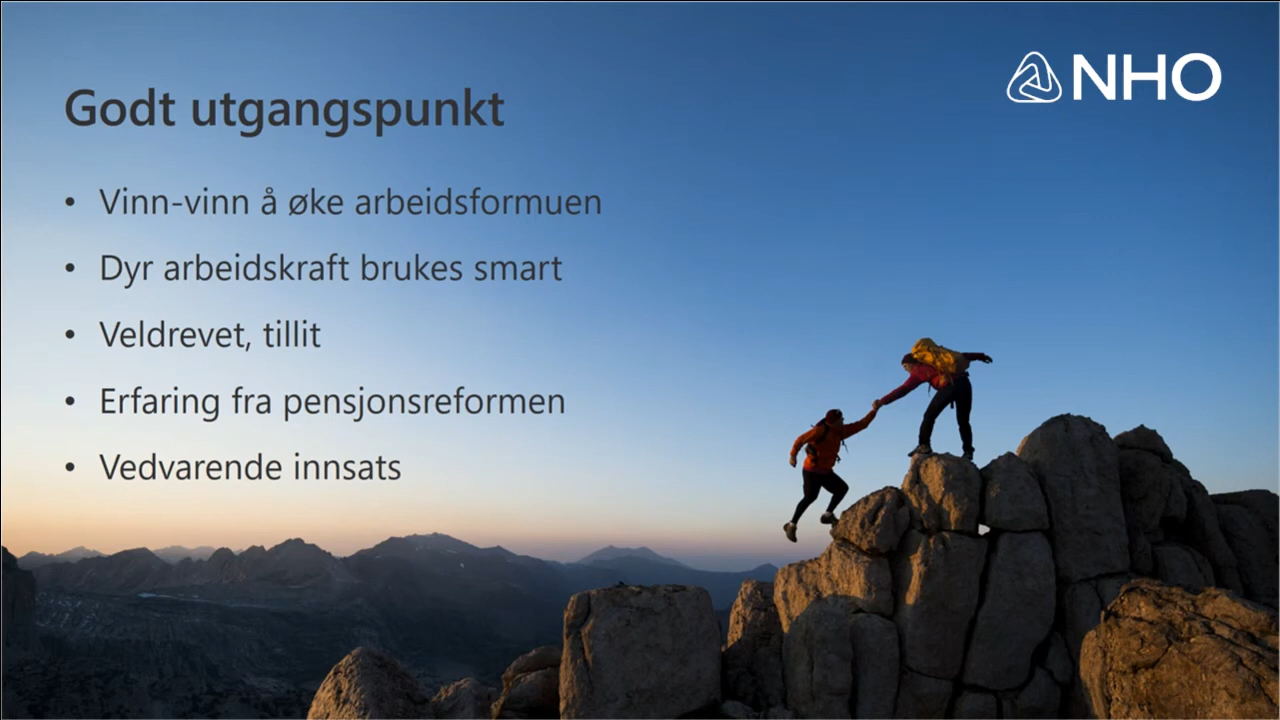 NHO
Godt utgangspunkt
• Vinn-vinn å øke arbeidsformuen
• Dyr arbeidskraft brukes smart
• Veldrevet, tillit
• Erfaring fra pensjonsreformen
• Vedvarende innsats